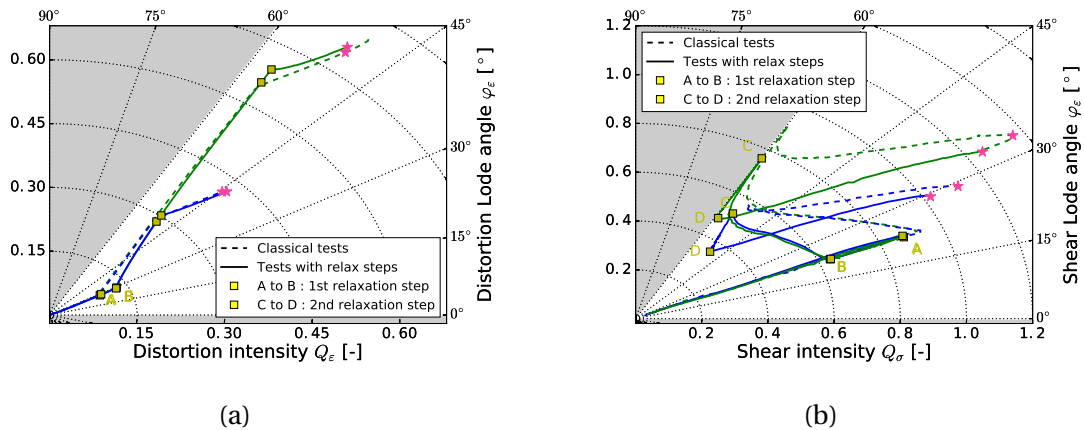 90°
75°
60°
45°
0.60
0.45
0.30
0.15
30°
15°
0°
A
B
Classical tests
Tests with relax steps
A to B : 1st relaxation step
C to D : 2nd relaxation step
0.15
0.30
0.45
0.60
Distortion intensity Qε [-]
Distortion Lode angle φε [°]
(a)
90°
75°
60°
45°
1.2
1.0
0.8
0.6
0.4
0.2
Classical tests
Tests with relax steps
A to B : 1st relaxation step
C to D : 2nd relaxation step
C
C
D
D
B
A
30°
15°
0°
0.2
0.4
0.6
0.8
1.0
1.2
Shear intensity Qσ [-]
Shear Lode angle φε [°]
(b)